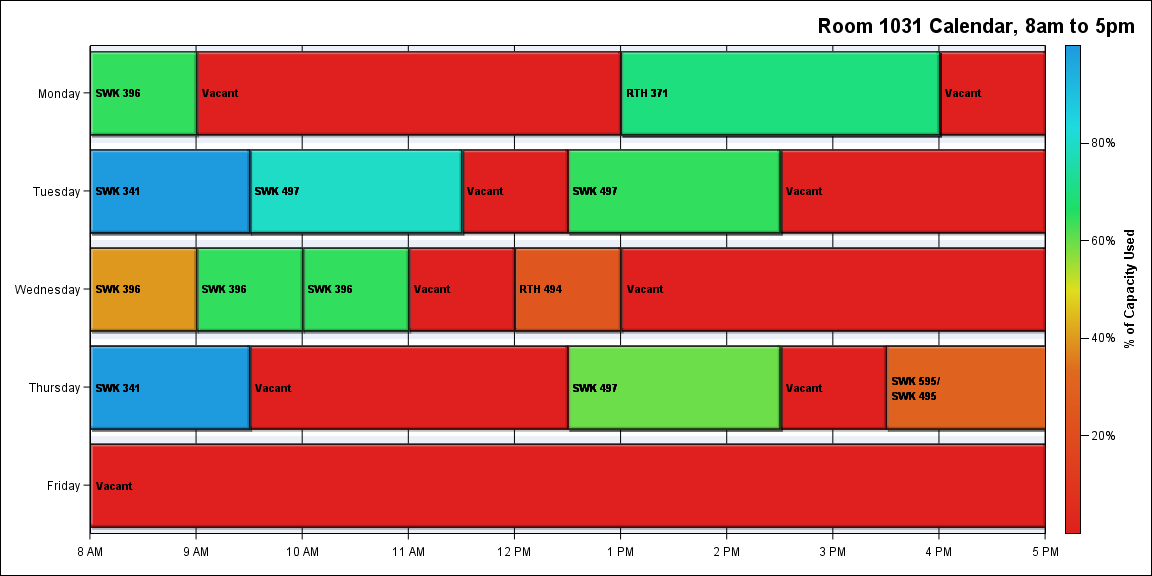 Room 1031 Calendar, 8am to 5pm
Monday
SWK 396
Vacant
RTH 371
Vacant
Tuesday
SWK 341
SWK 497
Vacant
SWK 497
Vacant
Wednesday
SWK 396
SWK 396
SWK 396
Vacant
RTH 494
Vacant
Thursday
SWK 341
Vacant
SWK 497
Vacant
SWK 595/
SWK 495
Friday
Vacant
8 AM
9 AM
10 AM
11 AM
12 PM
1 PM
2 PM
3 PM
4 PM
5 PM
80%
60%
40%
20%
% of Capacity Used